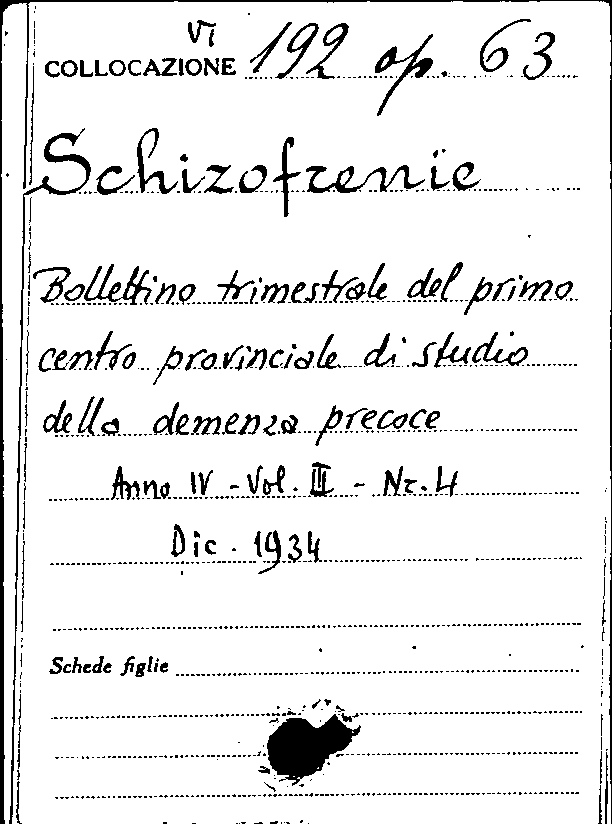 VI
COLLOCAZIONE 192 op. 63
Schizofrenie
Bollettino trimestrale del primo
centro provinciale di studio
della demenza precoce
Anno IV - Vol. III - Nr. 4
Dic. 1934
Schede figlie